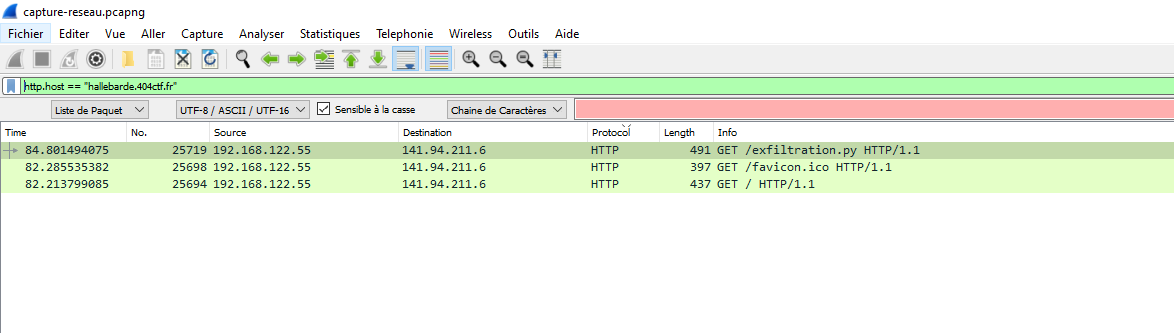 capture-reseau.pcapng
Fichier Editer Vue Aller Capture Analyser Statistiques Telephonie Wireless Outils Aide
http.host == "hallebarde.404ctf.fr"
Liste de Paquet UTF-8 / ASCII / UTF-16 Sensible à la casse Chaine de Caractères
Time No. Source Destination Protocol Length Info
84.801494075 25719 192.168.122.55 141.94.211.6 HTTP 491 GET /exfiltration.py HTTP/1.1
82.285535382 25698 192.168.122.55 141.94.211.6 HTTP 397 GET /favicon.ico HTTP/1.1
82.213799085 25694 192.168.122.55 141.94.211.6 HTTP 437 GET / HTTP/1.1